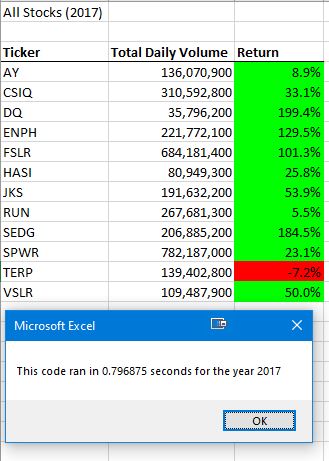 All Stocks (2017)
Ticker Total Daily Volume Return
AY 136,070,900 8.9%
CSIQ 310,592,800 33.1%
DQ 35,796,200 199.4%
ENPH 221,772,100 129.5%
FSLR 684,181,400 101.3%
HASI 80,949,300 25.8%
JKS 191,632,200 53.9%
RUN 267,681,300 5.5%
SEDG 206,885,200 184.5%
SPWR 782,187,000 23.1%
TERP 139,402,800 -7.2%
VSLR 109,487,900 50.0%
Microsoft Excel
This code ran in 0.796875 seconds for the year 2017
OK